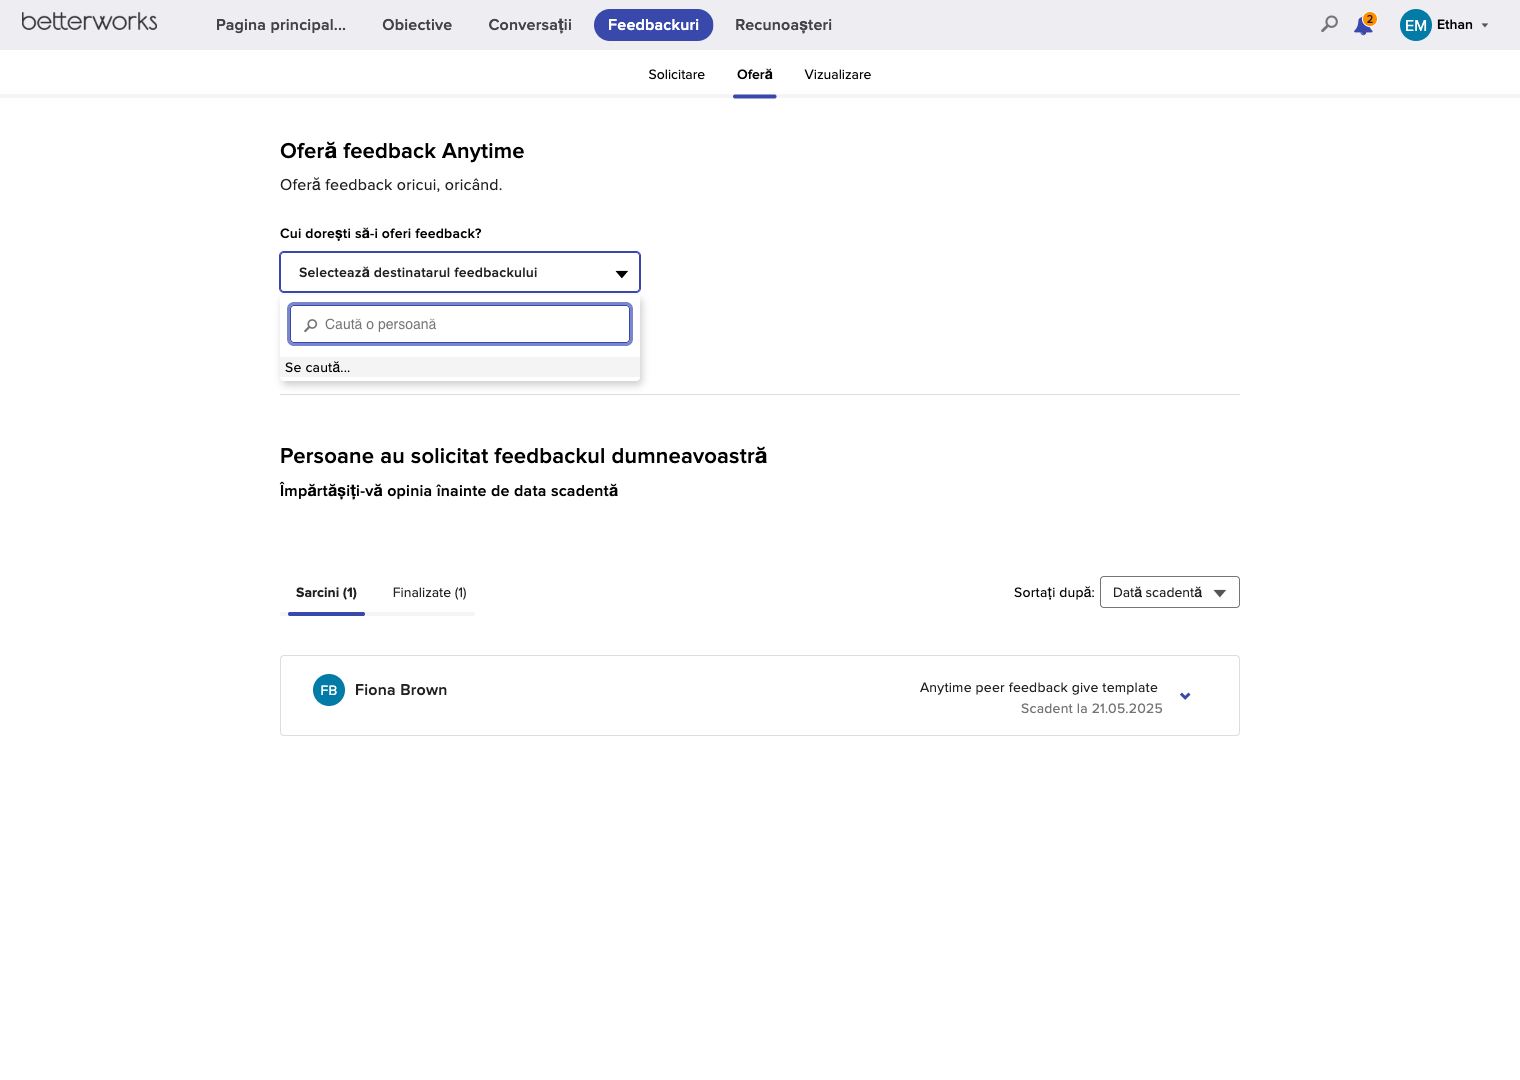 betterworks
Pagina principal...
Obiective
Conversații
Feedbackuri
Recunoașteri
2
EM
Ethan
Solicitare
Oferă
Vizualizare
Oferă feedback Anytime
Oferă feedback oricui, oricând.
Cui dorești să-i oferi feedback?
Selectează destinatarul feedbackului
Caută o persoană
Se caută...
Persoane au solicitat feedbackul dumneavoastră
Împărtășiți-vă opinia înainte de data scadentă
Sarcini (1)
Finalizate (1)
Sortați după:
Dată scadentă
FB
Fiona Brown
Anytime peer feedback give template
Scadent la 21.05.2025